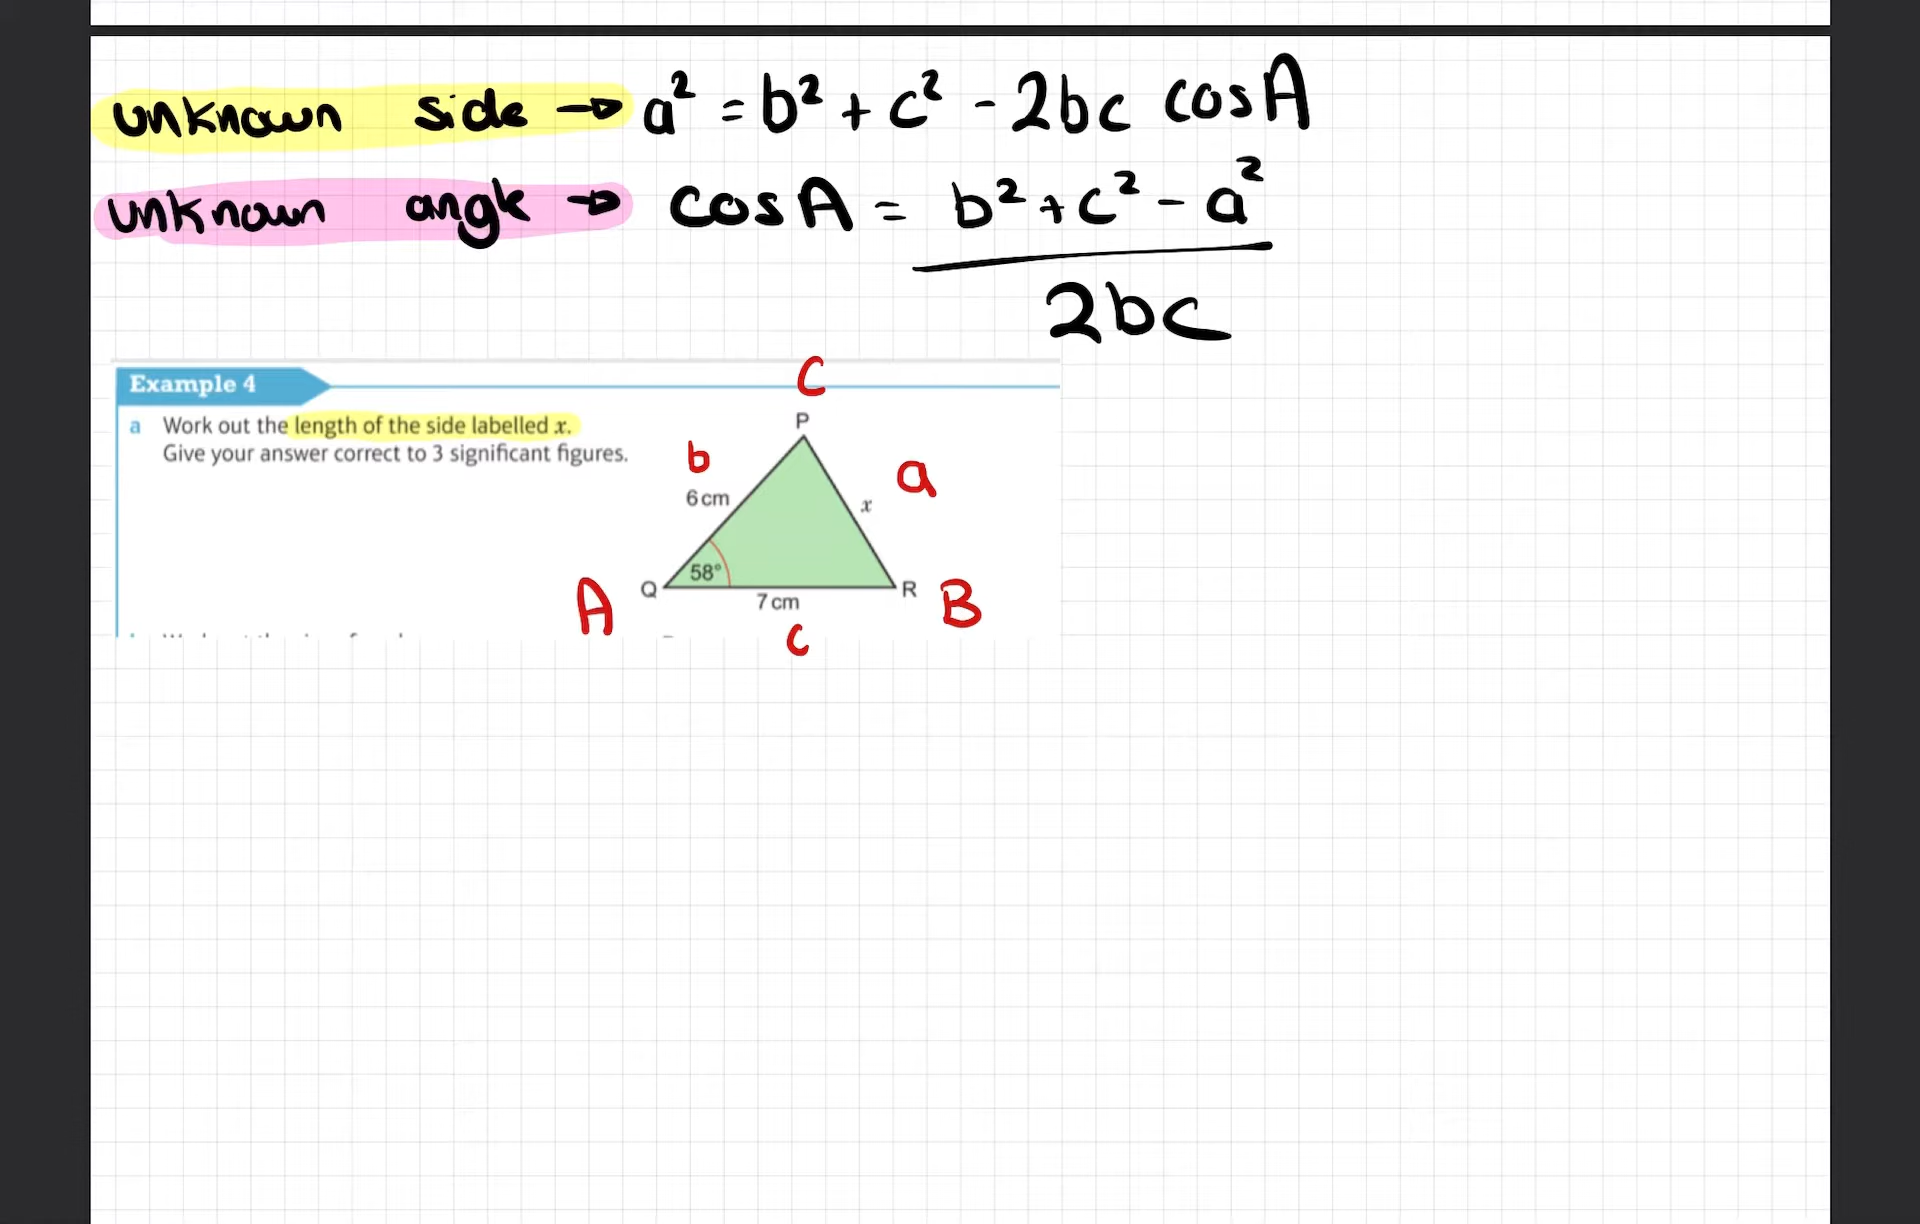 unknown side → a² = b² + c² - 2bc cosA
unknown angle → cosA = b² + c² - a²
2bc
Example 4
C
a Work out the length of the side labelled x.
Give your answer correct to 3 significant figures.
P
b
a
6 cm
x
58°
A
Q
R
B
7 cm
c